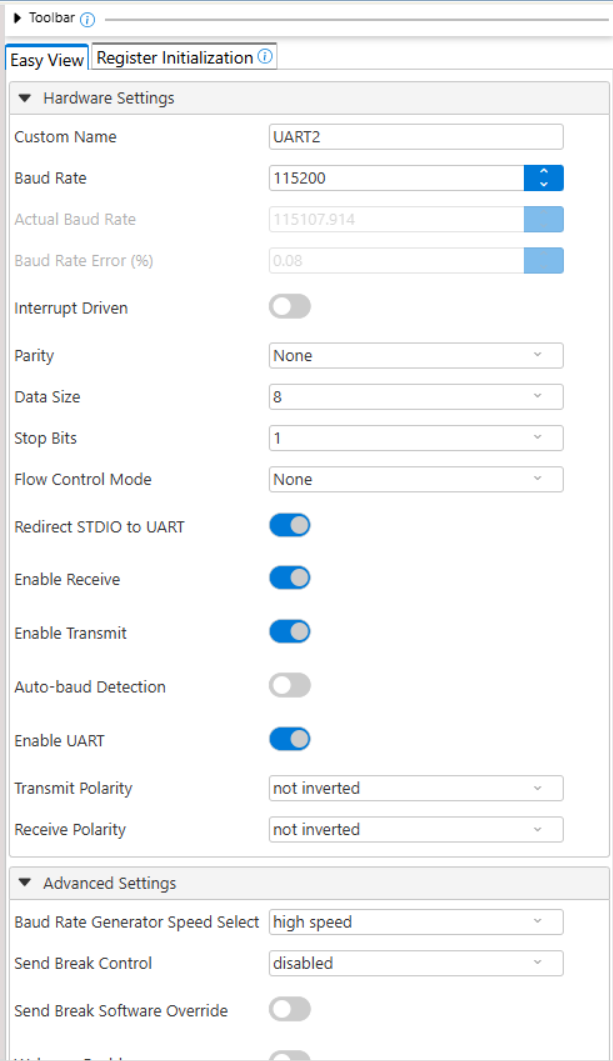 Toolbar
Easy View
Register Initialization
Hardware Settings
Custom Name UART2
Baud Rate 115200
Actual Baud Rate 115107.914
Baud Rate Error (%) 0.08
Interrupt Driven
Parity None
Data Size 8
Stop Bits 1
Flow Control Mode None
Redirect STDIO to UART
Enable Receive
Enable Transmit
Auto-baud Detection
Enable UART
Transmit Polarity not inverted
Receive Polarity not inverted
Advanced Settings
Baud Rate Generator Speed Select high speed
Send Break Control disabled
Send Break Software Override